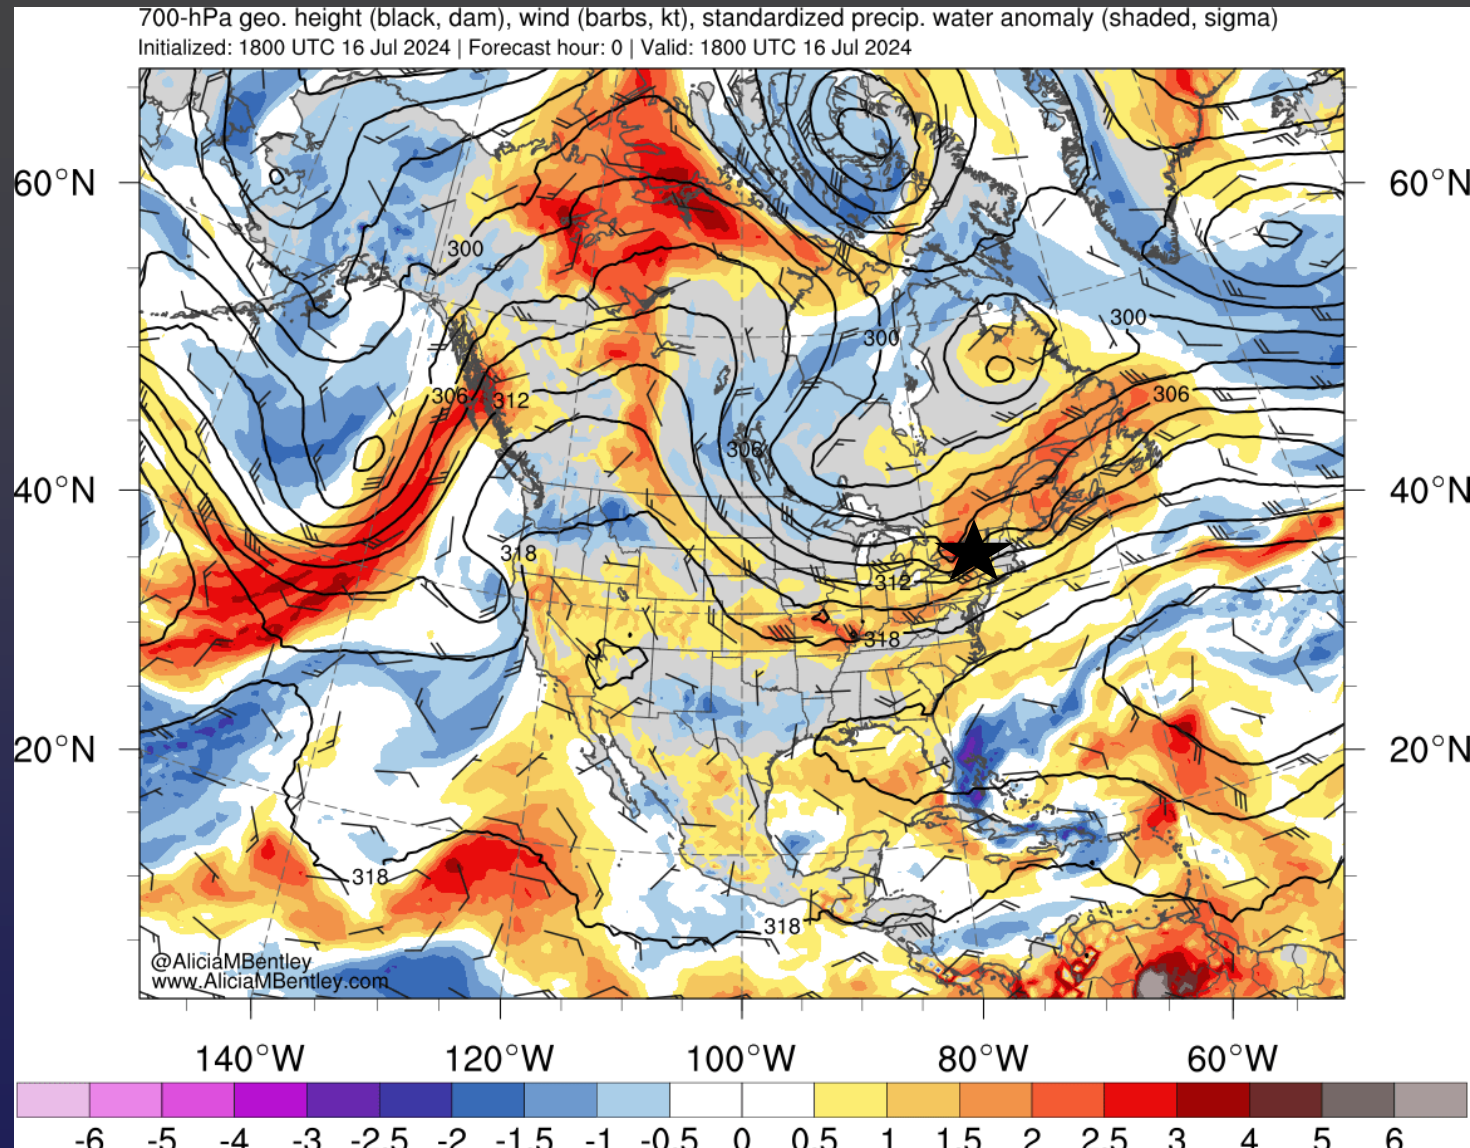 700-hPa geo. height (black, dam), wind (barbs, kt), standardized precip. water anomaly (shaded, sigma)
Initialized: 1800 UTC 16 Jul 2024 | Forecast hour: 0 | Valid: 1800 UTC 16 Jul 2024
60°N
60°N
300
300
300
306
312
306
306
40°N
40°N
318
312
318
20°N
20°N
318
318
@AliciaMBentley
www.AliciaMBentley.com
140°W 120°W 100°W 80°W 60°W
-6 -5 -4 -3 -2.5 -2 -1.5 -1 -0.5 0 0.5 1 1.5 2 2.5 3 4 5 6